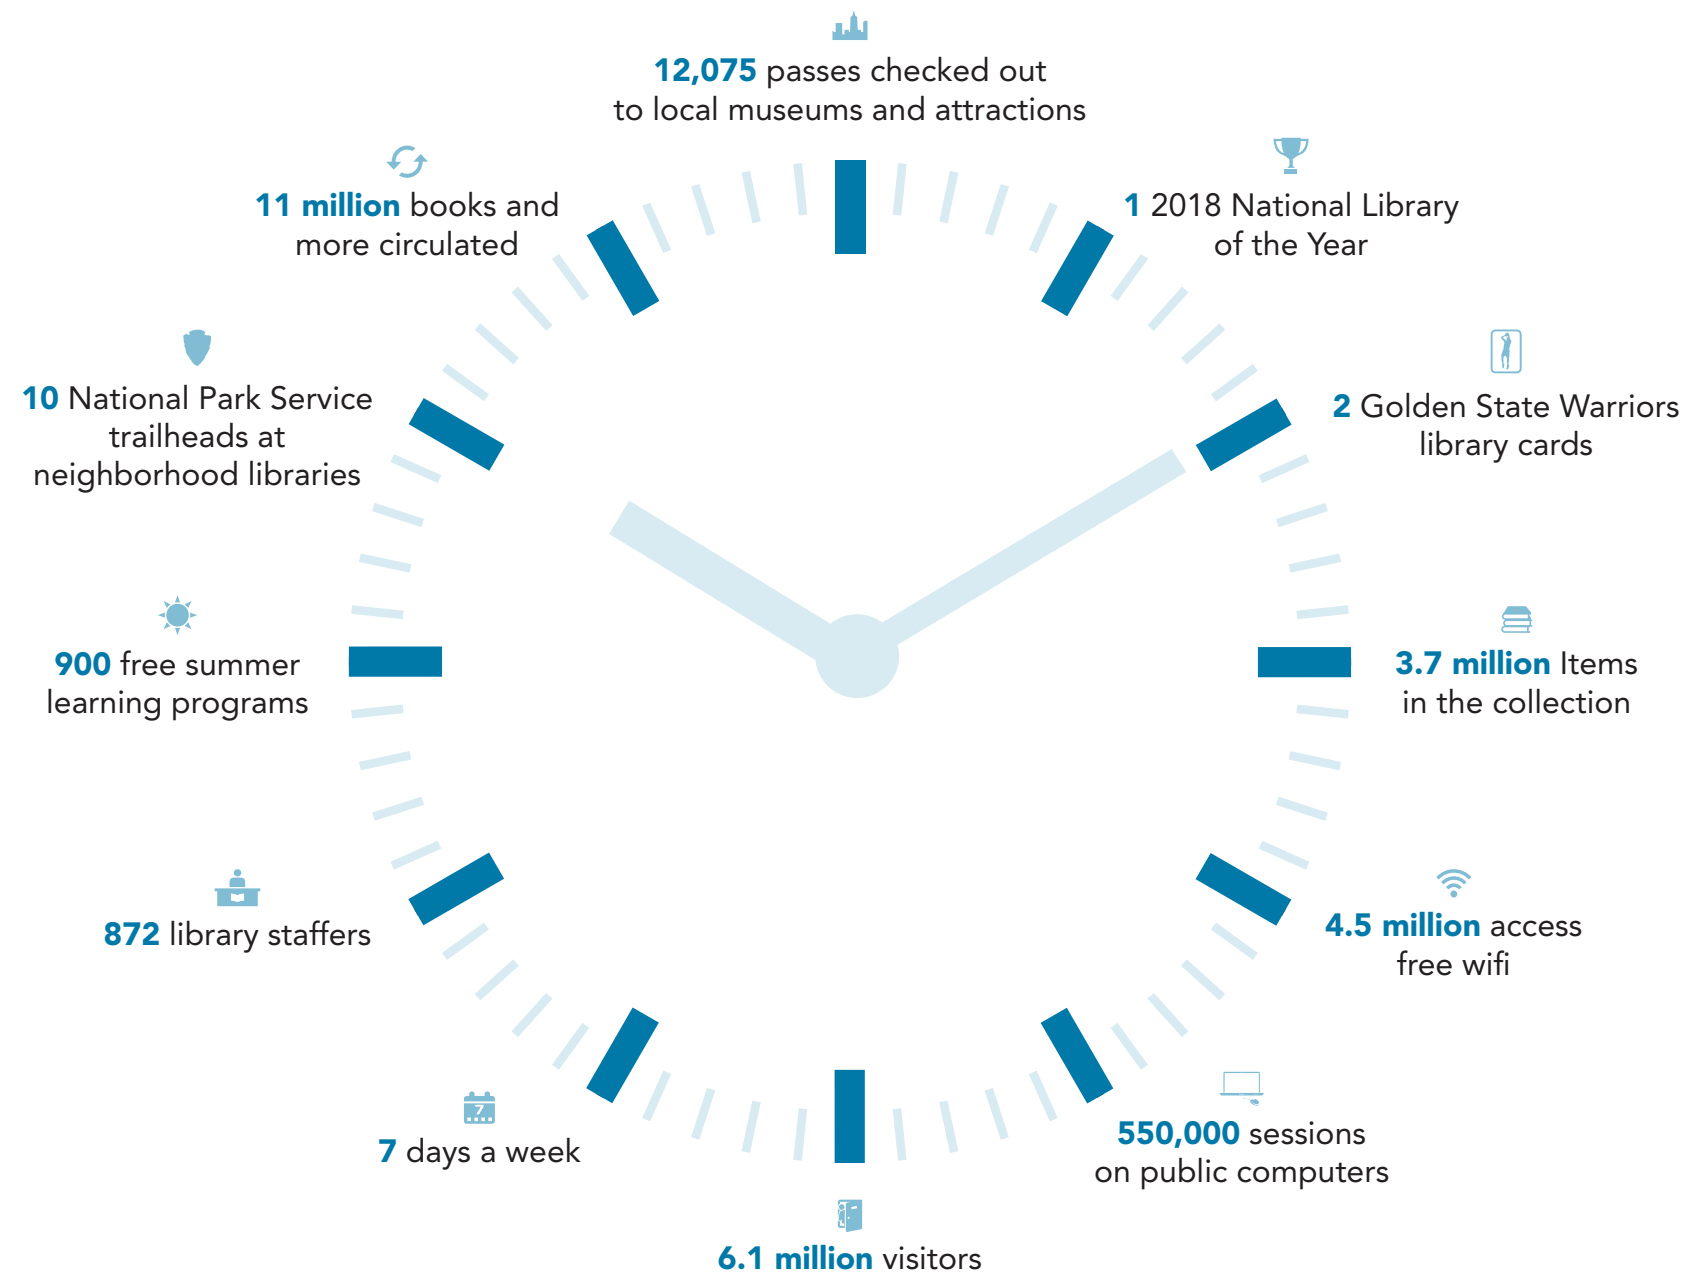 12,075 passes checked out
to local museums and attractions
1 2018 National Library
of the Year
2 Golden State Warriors
library cards
3.7 million Items
in the collection
4.5 million access
free wifi
550,000 sessions
on public computers
6.1 million visitors
7
7 days a week
872 library staffers
900 free summer
learning programs
10 National Park Service
trailheads at
neighborhood libraries
11 million books and
more circulated